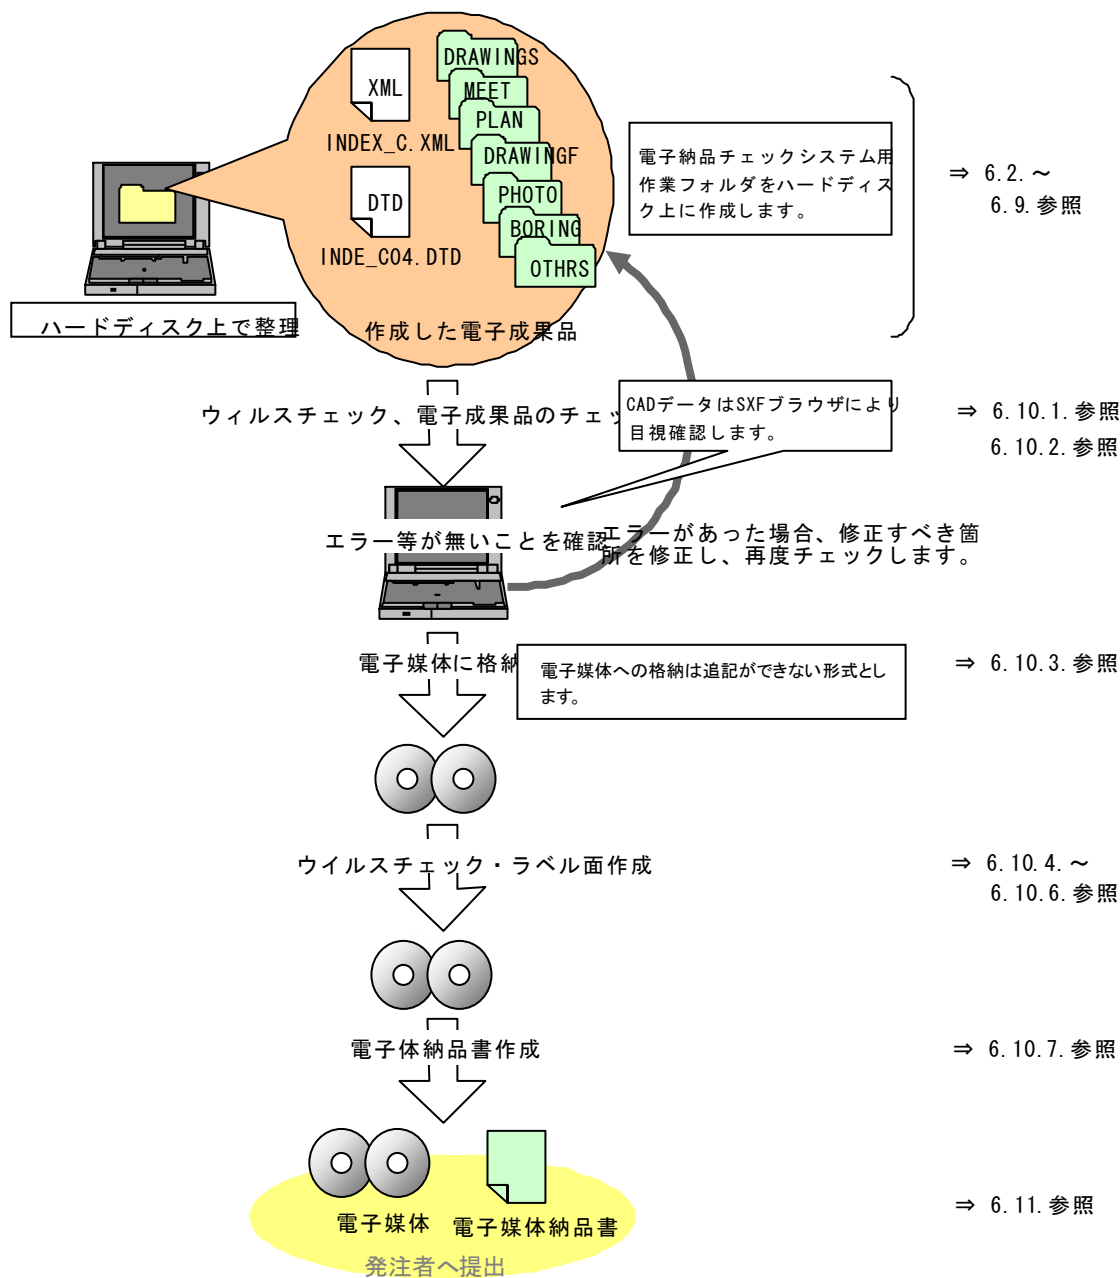 DRAWINGS
XML
MEET
PLAN
INDEX_C.XML
DRAWINGF
電子納品チェックシステム用
作業フォルダをハードディス
ク上に作成します。
⇒ 6.2.～
6.9.参照
DTD
PHOTO
BORING
INDE_C04.DTD
OTHRS
ハードディスク上で整理
作成した電子成果品
ウィルスチェック、電子成果品のチェッ
CADデータはSXFブラウザにより
目視確認します。
⇒ 6.10.1.参照
6.10.2.参照
エラー等が無いことを確認
エラーがあった場合、修正すべき箇
所を修正し、再度チェックします。
電子媒体に格納
電子媒体への格納は追記ができない形式とし
ます。
⇒ 6.10.3.参照
ウイルスチェック・ラベル面作成
⇒ 6.10.4.～
6.10.6.参照
電子体納品書作成
⇒ 6.10.7.参照
電子媒体
電子媒体納品書
⇒ 6.11.参照
発注者へ提出